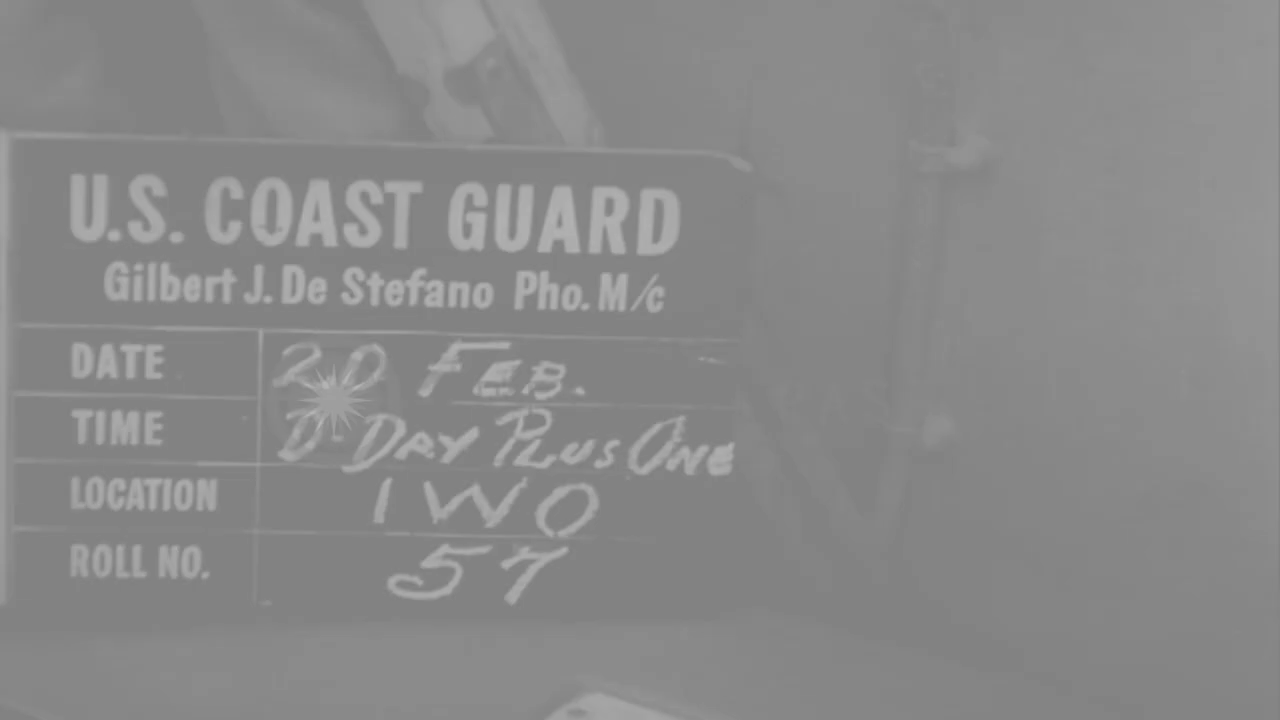 U.S. COAST GUARD
Gilbert J. De Stefano Pho. M/c
DATE 20 FEB.
TIME D-DAY PLUS ONE
LOCATION IWO
ROLL NO. 57